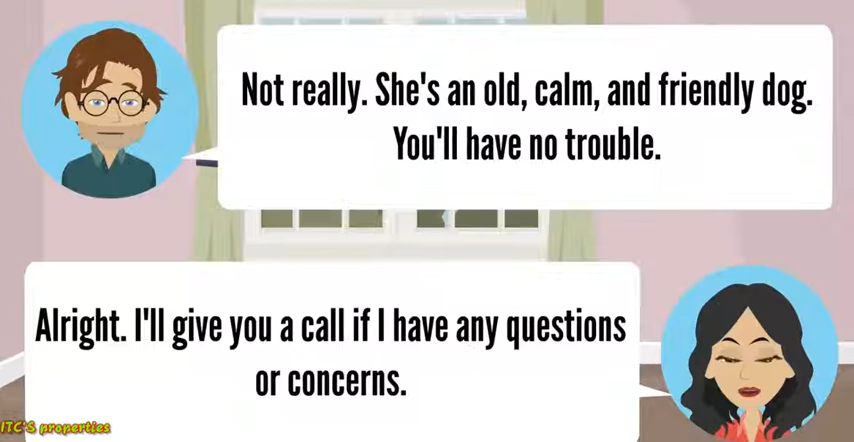 Not really. She's an old, calm, and friendly dog.
You'll have no trouble.
Alright. I'll give you a call if I have any questions
or concerns.
ITC'S properties